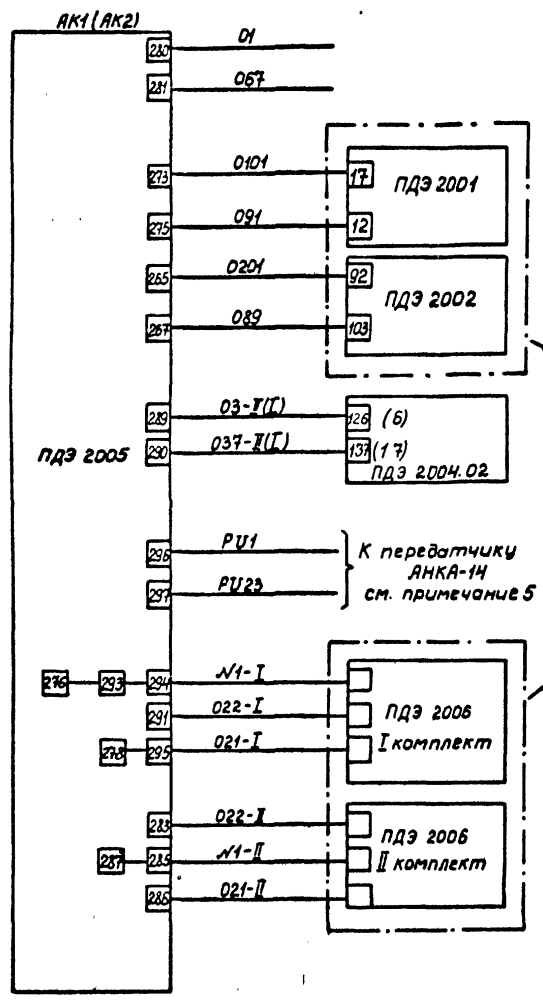 АК1 (АК2)
280 01
281 067
273 0101 17 ПДЭ 2001
275 091 12
265 0201 92 ПДЭ 2002
267 089 103
289 03-II(I) 126 (6)
ПДЭ 2005 290 037-II(I) 137 (17)
ПДЭ 2004.02
296 PU1 К передатчику
АНКА-14
297 PU23 см. примечание 5
276 293 294 N1-I
291 022-I ПДЭ 2006
278 295 021-I I комплект
283 022-II ПДЭ 2006
287 285 N1-II II комплект
286 021-II